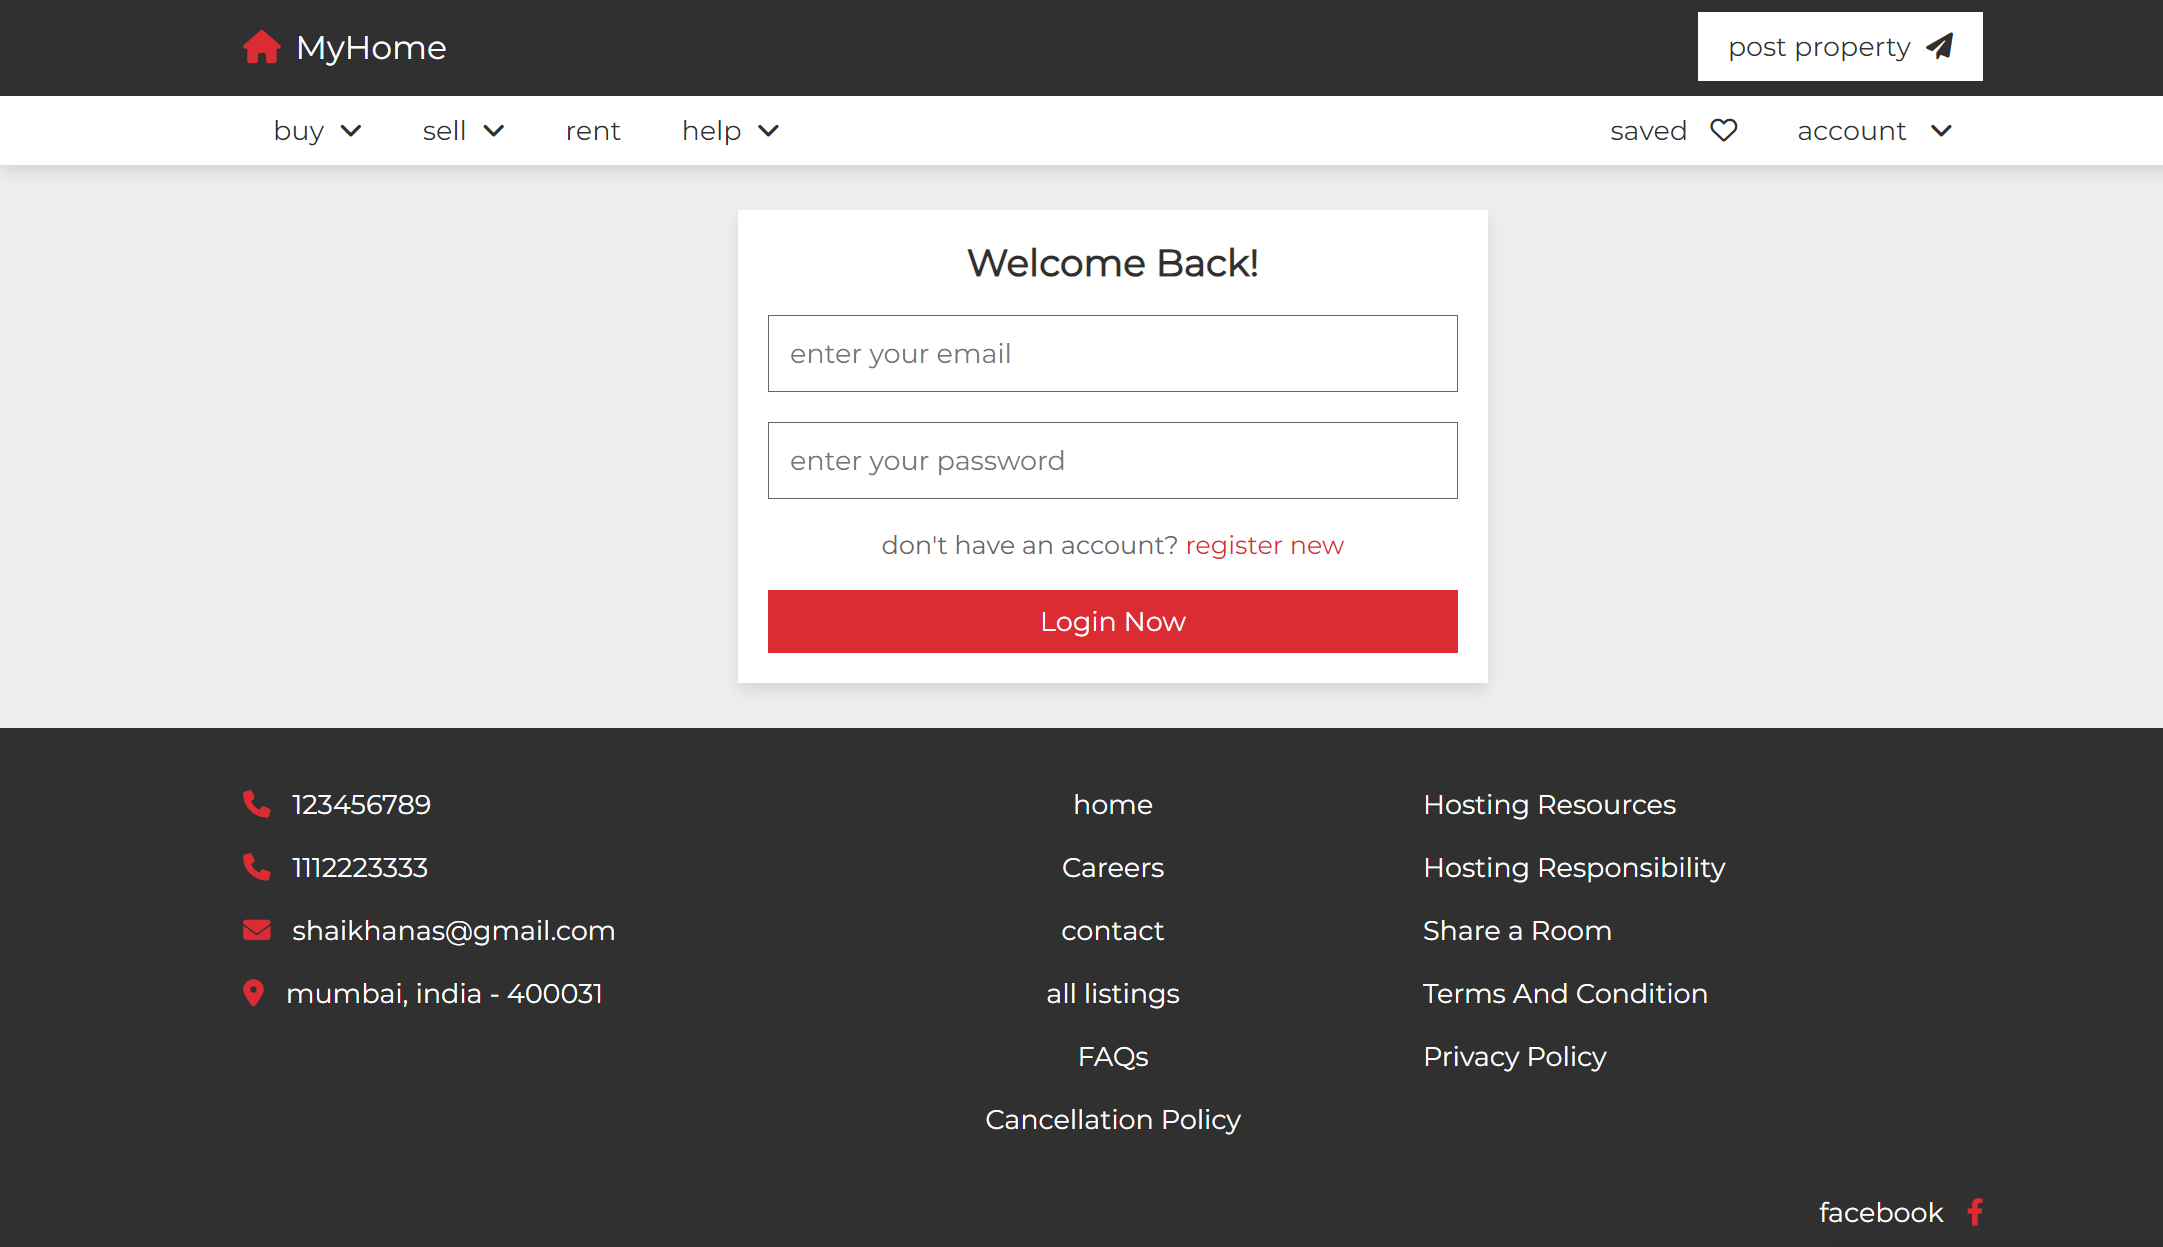 MyHome
post property
buy sell rent help saved account
Welcome Back!
enter your email
enter your password
don't have an account? register new
Login Now
123456789
1112223333
shaikhanas@gmail.com
mumbai, india - 400031
home
Careers
contact
all listings
FAQs
Cancellation Policy
Hosting Resources
Hosting Responsibility
Share a Room
Terms And Condition
Privacy Policy
facebook